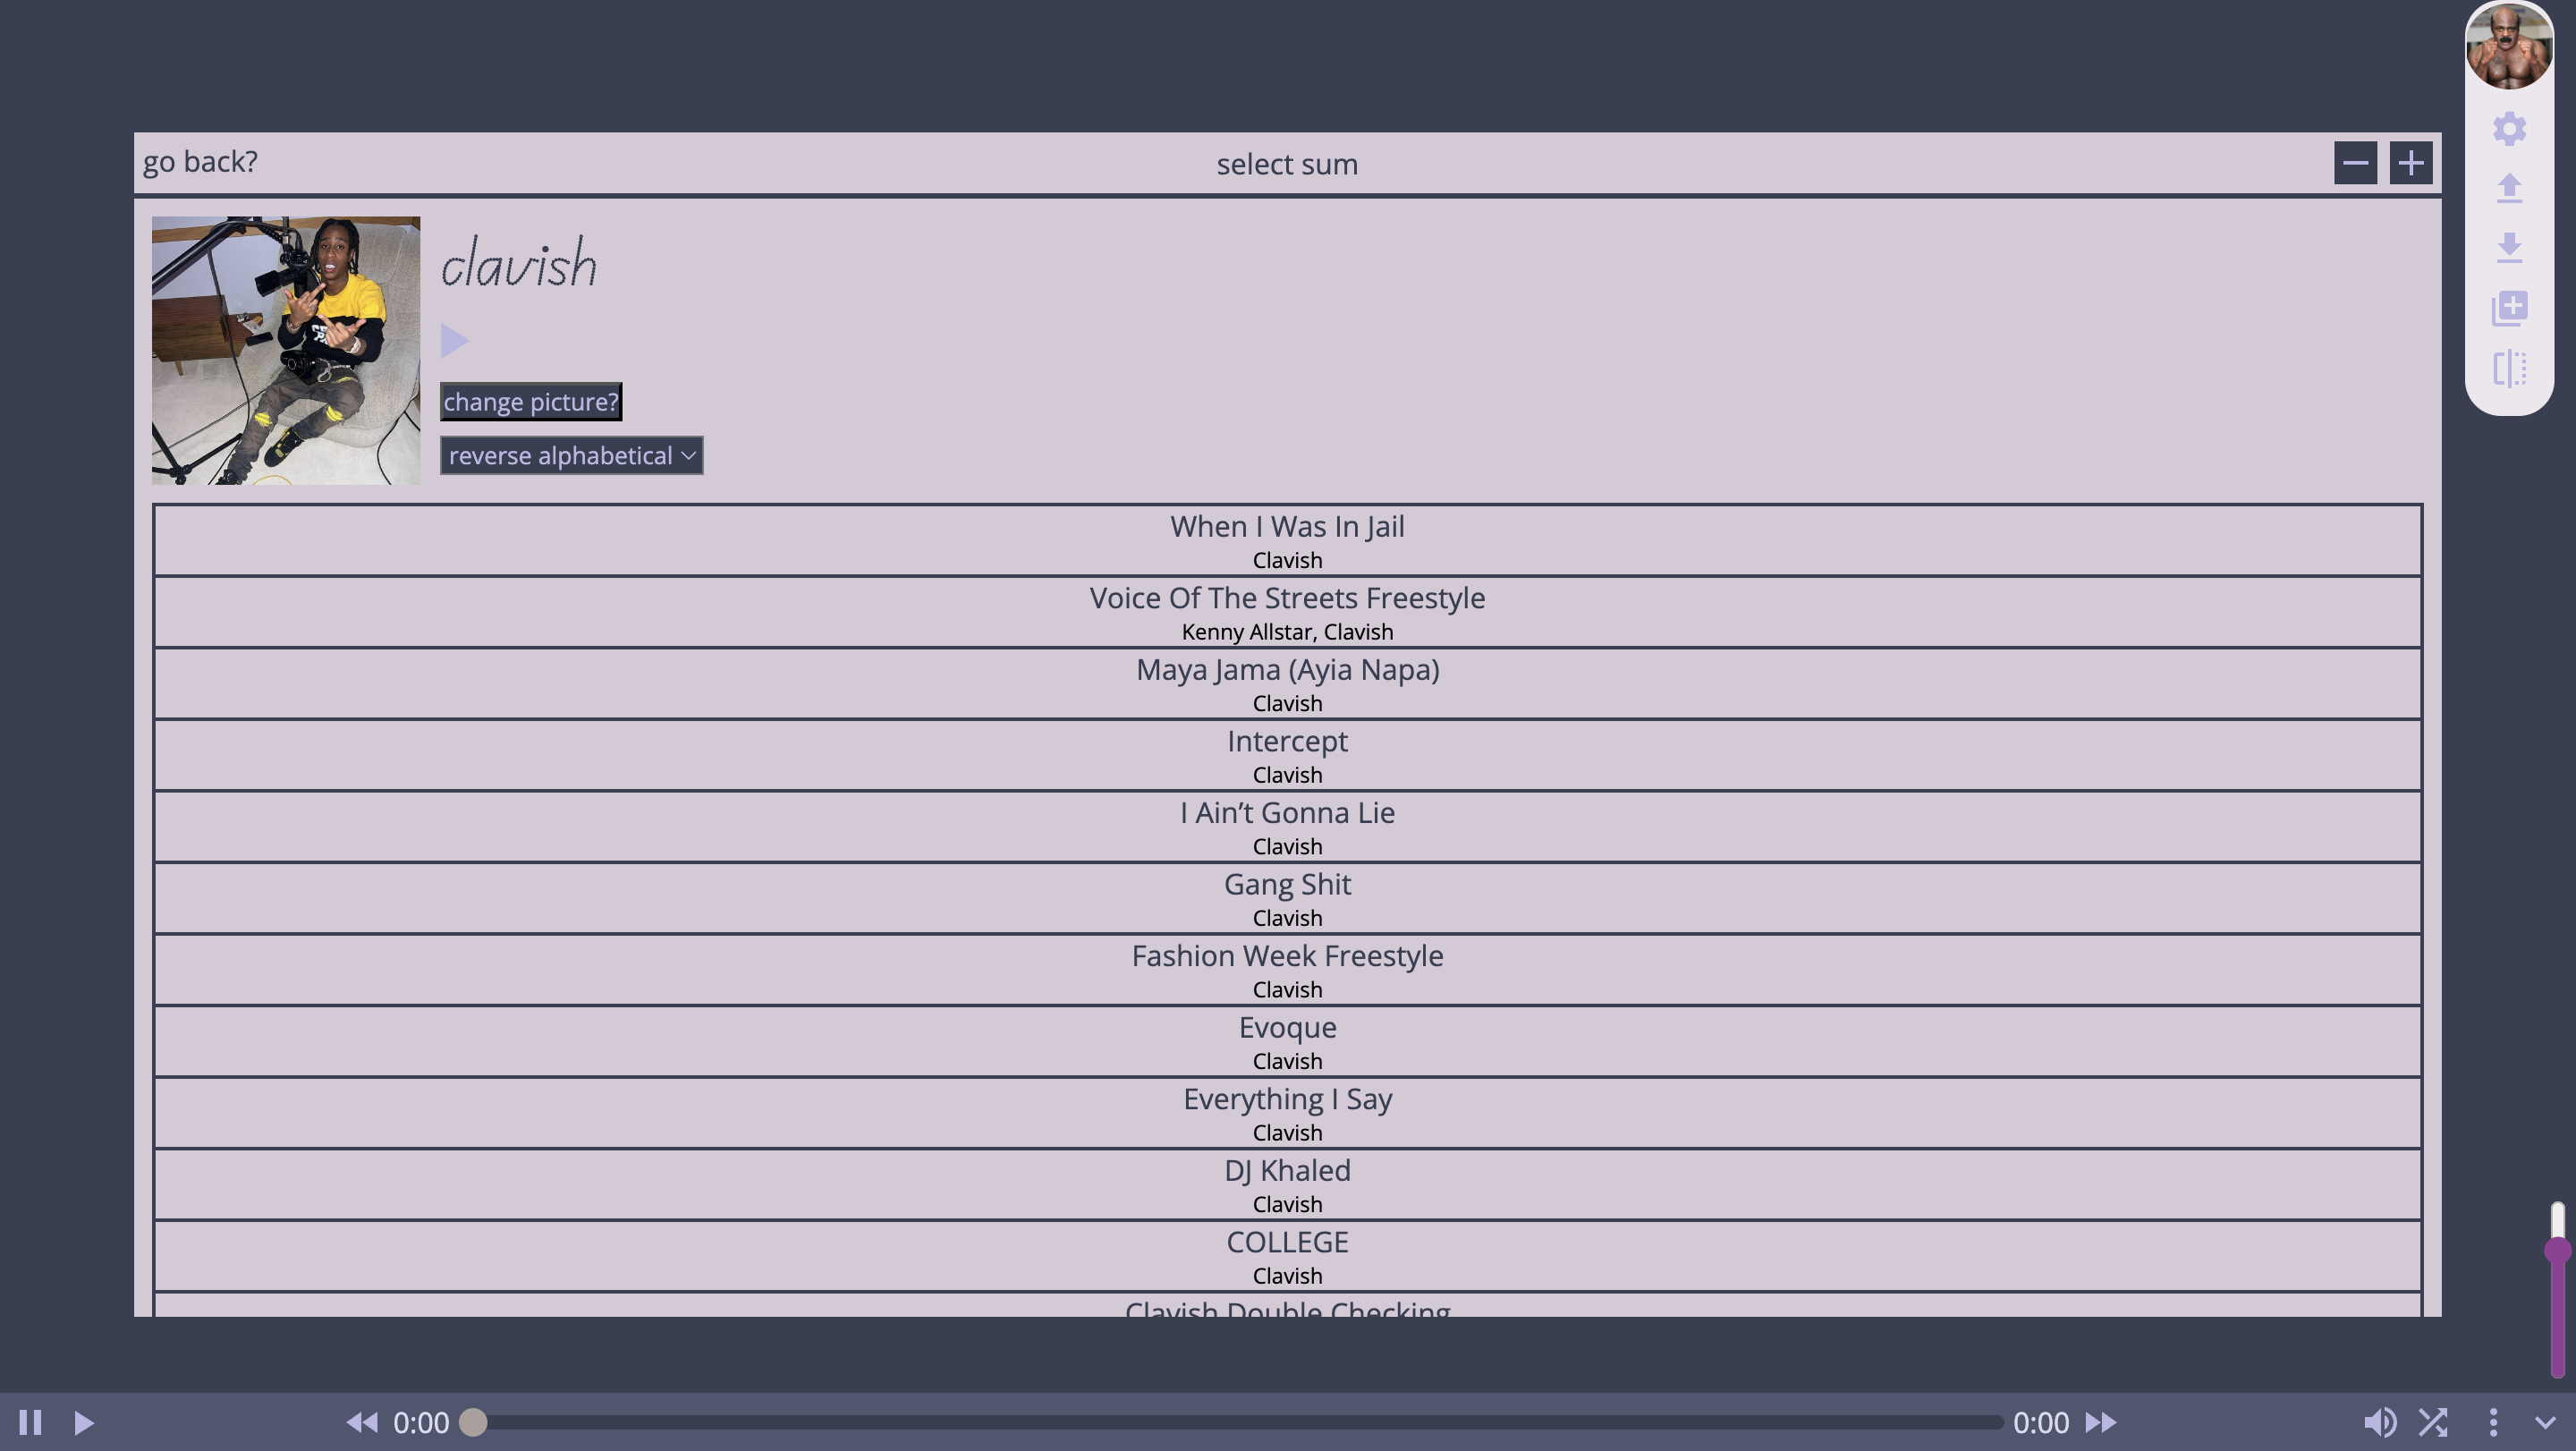 go back?
select sum
clavish
change picture?
reverse alphabetical
When I Was In Jail
Clavish
Voice Of The Streets Freestyle
Kenny Allstar, Clavish
Maya Jama (Ayia Napa)
Clavish
Intercept
Clavish
I Ain’t Gonna Lie
Clavish
Gang Shit
Clavish
Fashion Week Freestyle
Clavish
Evoque
Clavish
Everything I Say
Clavish
DJ Khaled
Clavish
COLLEGE
Clavish
Clavish Double Checking
0:00
0:00